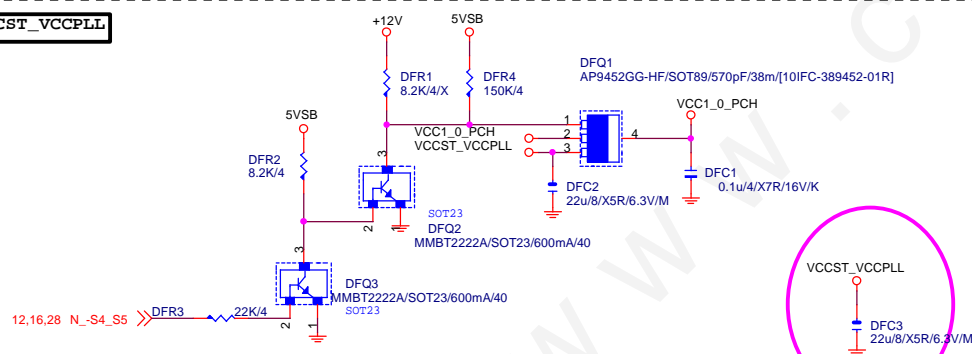 CST_VCCPLL
+12V
5VSB
DFR1
8.2K/4/X
DFR4
150K/4
DFQ1
AP9452GG-HF/SOT89/570pF/38m/[10IFC-389452-01R]
5VSB
VCC1_0_PCH
VCCST_VCCPLL
1
2
3
4
VCC1_0_PCH
DFR2
8.2K/4
3
2
1
SOT23
DFQ2
MMBT2222A/SOT23/600mA/40
DFC2
22u/8/X5R/6.3V/M
DFC1
0.1u/4/X7R/16V/K
3
2
1
DFQ3
MMBT2222A/SOT23/600mA/40
SOT23
12,16,28 N_-S4_S5
DFR3
22K/4
VCCST_VCCPLL
DFC3
22u/8/X5R/6.3V/M
w w w . c